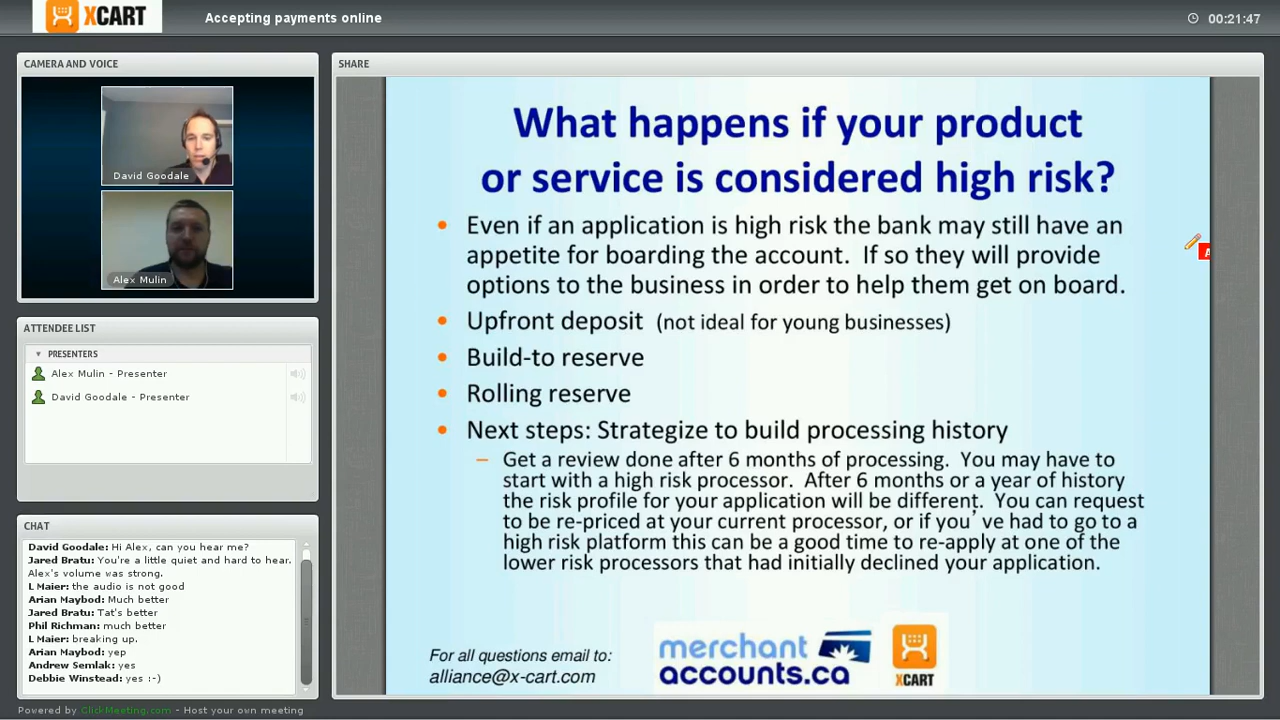 XCART
Accepting payments online
00:21:47
CAMERA AND VOICE
David Goodale
Alex Mulin
ATTENDEE LIST
PRESENTERS
Alex Mulin - Presenter
David Goodale - Presenter
CHAT
David Goodale: Hi Alex, can you hear me?
Jared Bratu: You're a little quiet and hard to hear.
Alex's volume was strong.
L Maier: the audio is not good
Arian Maybod: Much better
Jared Bratu: Tat's better
Phil Richman: much better
L Maier: breaking up.
Arian Maybod: yep
Andrew Semlak: yes
Debbie Winstead: yes :-)
SHARE
What happens if your product
or service is considered high risk?
• Even if an application is high risk the bank may still have an
appetite for boarding the account.  If so they will provide
options to the business in order to help them get on board.
• Upfront deposit (not ideal for young businesses)
• Build-to reserve
• Rolling reserve
• Next steps: Strategize to build processing history
– Get a review done after 6 months of processing.  You may have to
start with a high risk processor.  After 6 months or a year of history
the risk profile for your application will be different.  You can request
to be re-priced at your current processor, or if you've had to go to a
high risk platform this can be a good time to re-apply at one of the
lower risk processors that had initially declined your application.
For all questions email to:
alliance@x-cart.com
merchant
accounts.ca
XCART
Powered by ClickMeeting.com - Host your own meeting